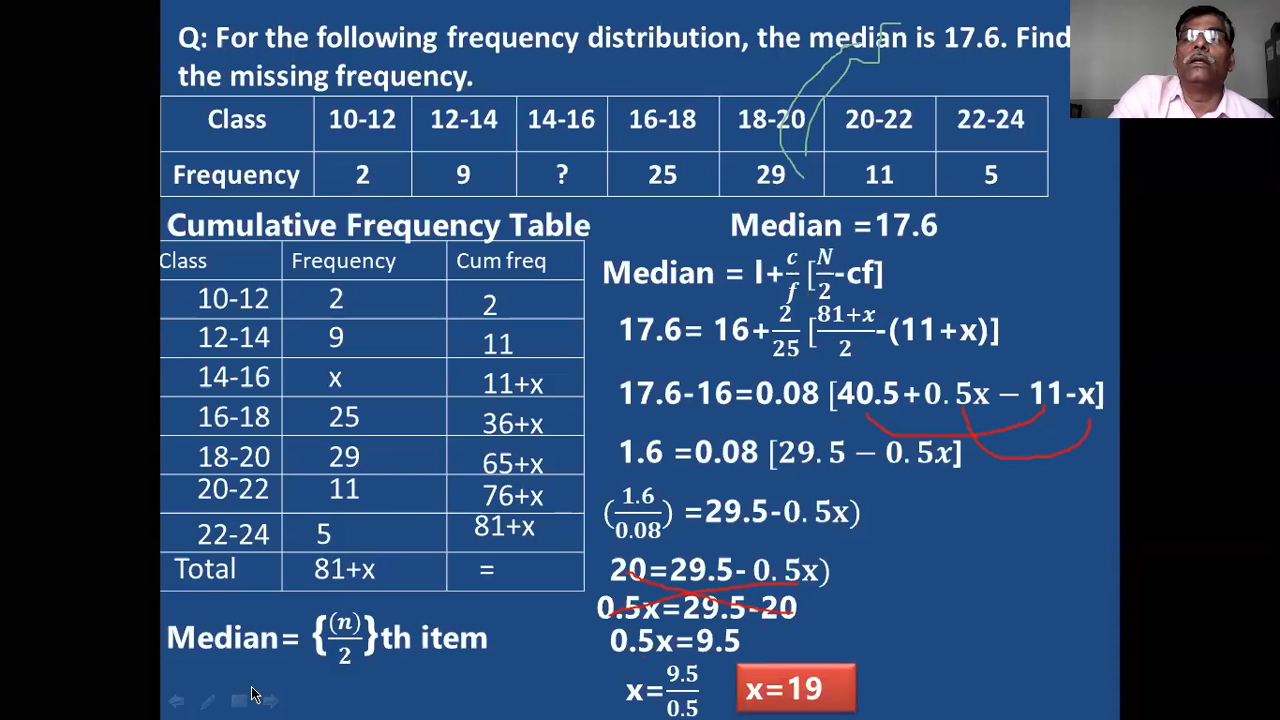 Q: For the following frequency distribution, the median is 17.6. Find
the missing frequency.
Class 10-12 12-14 14-16 16-18 18-20 20-22 22-24
Frequency 2 9 ? 25 29 11 5
Cumulative Frequency Table
Class Frequency Cum freq
10-12 2 2
12-14 9 11
14-16 x 11+x
16-18 25 36+x
18-20 29 65+x
20-22 11 76+x
22-24 5 81+x
Total 81+x =
Median= {(n)/2}th item
Median =17.6
Median = l+c/f [N/2-cf]
17.6= 16+2/25 [81+x/2-(11+x)]
17.6-16=0.08 [40.5+0.5x − 11-x]
1.6 =0.08 [29.5 − 0.5x]
(1.6/0.08) =29.5-0.5x)
20=29.5-0.5x)
0.5x=29.5-20
0.5x=9.5
x=9.5/0.5
x=19